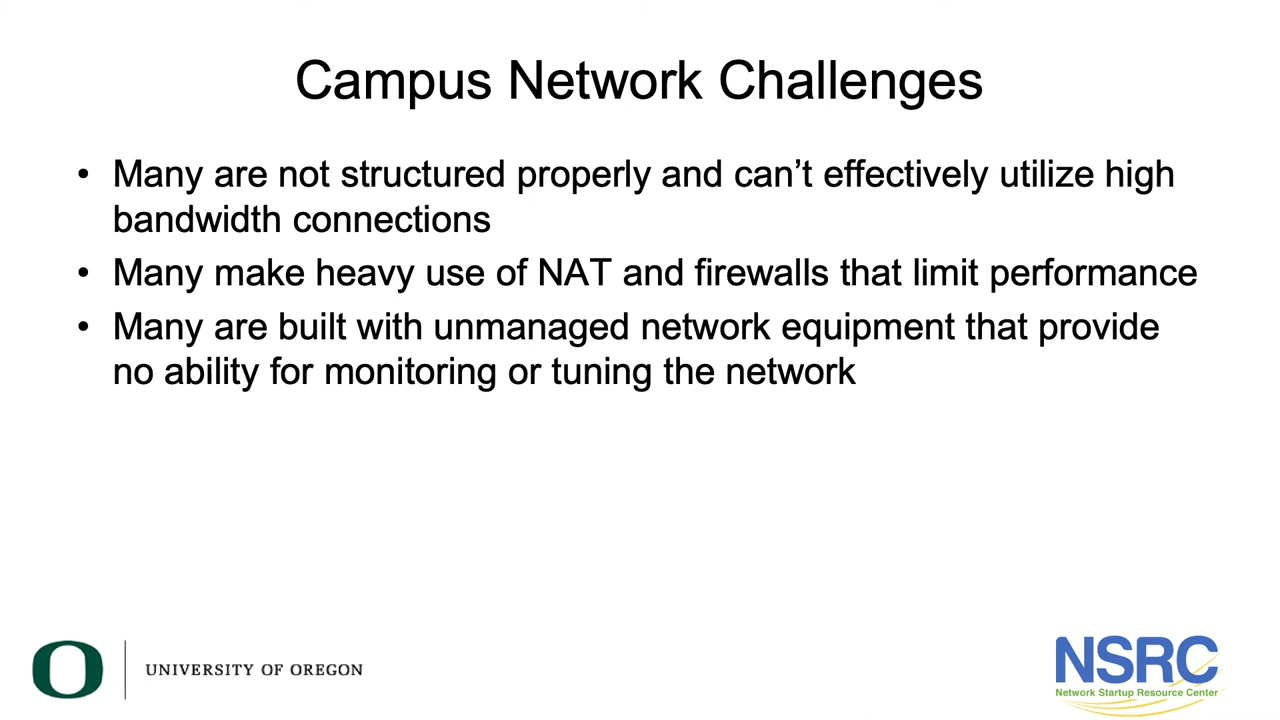 Campus Network Challenges
• Many are not structured properly and can’t effectively utilize high
bandwidth connections
• Many make heavy use of NAT and firewalls that limit performance
• Many are built with unmanaged network equipment that provide
no ability for monitoring or tuning the network
O
UNIVERSITY OF OREGON
NSRC
Network Startup Resource Center